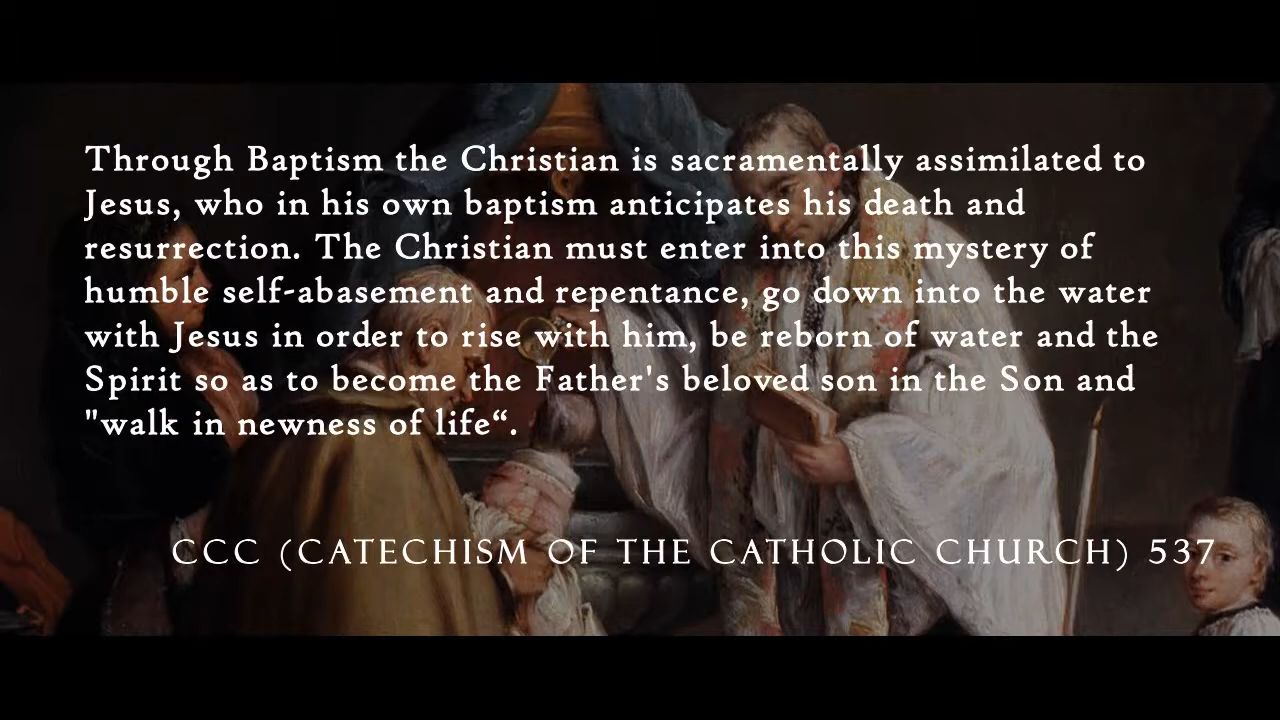 Through Baptism the Christian is sacramentally assimilated to
Jesus, who in his own baptism anticipates his death and
resurrection. The Christian must enter into this mystery of
humble self-abasement and repentance, go down into the water
with Jesus in order to rise with him, be reborn of water and the
Spirit so as to become the Father's beloved son in the Son and
"walk in newness of life“.
CCC (CATECHISM OF THE CATHOLIC CHURCH) 537